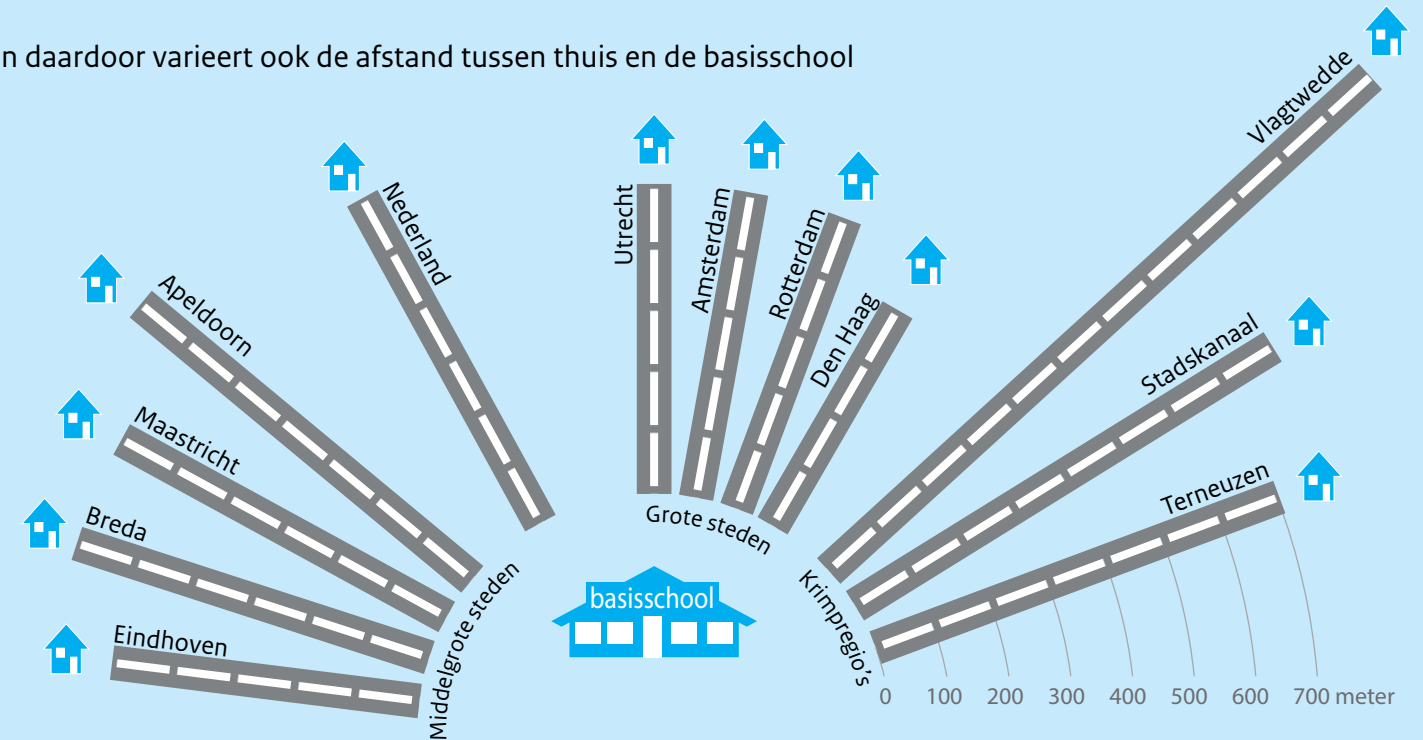 n daardoor varieert ook de afstand tussen thuis en de basisschool
Nederland
Apeldoorn
Maastricht
Breda
Eindhoven
Middelgrote steden
Utrecht
Amsterdam
Rotterdam
Den Haag
Grote steden
basisschool
Vlagtwedde
Stadskanaal
Terneuzen
Krimpregio's
0 100 200 300 400 500 600 700 meter